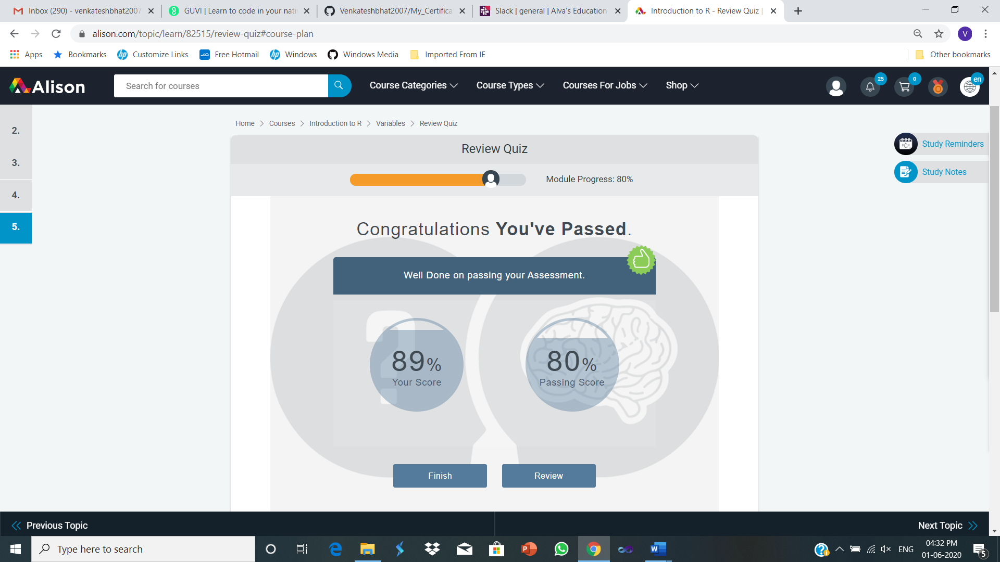 Inbox (290) - venkateshbhat2007
GUVI | Learn to code in your nati
Venkateshbhat2007/My_Certifica
Slack | general | Alva's Education
Introduction to R - Review Quiz |
alison.com/topic/learn/82515/review-quiz#course-plan
V
Apps
Bookmarks
Customize Links
Free Hotmail
Windows
Windows Media
Imported From IE
Other bookmarks
Alison
Search for courses
Course Categories
Course Types
Courses For Jobs
Shop
25
0
en
Home > Courses > Introduction to R > Variables > Review Quiz
2.
3.
4.
5.
Review Quiz
Module Progress: 80%
Study Reminders
Study Notes
Congratulations You've Passed.
Well Done on passing your Assessment.
89%
Your Score
80%
Passing Score
Finish
Review
Previous Topic
Next Topic
Type here to search
ENG
04:32 PM
01-06-2020
5